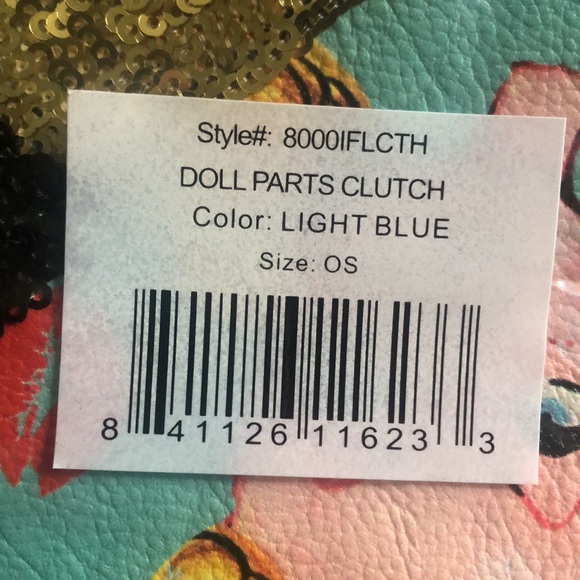 Style#: 8000IFLCTH
DOLL PARTS CLUTCH
Color: LIGHT BLUE
Size: OS
8 41126 11623 3